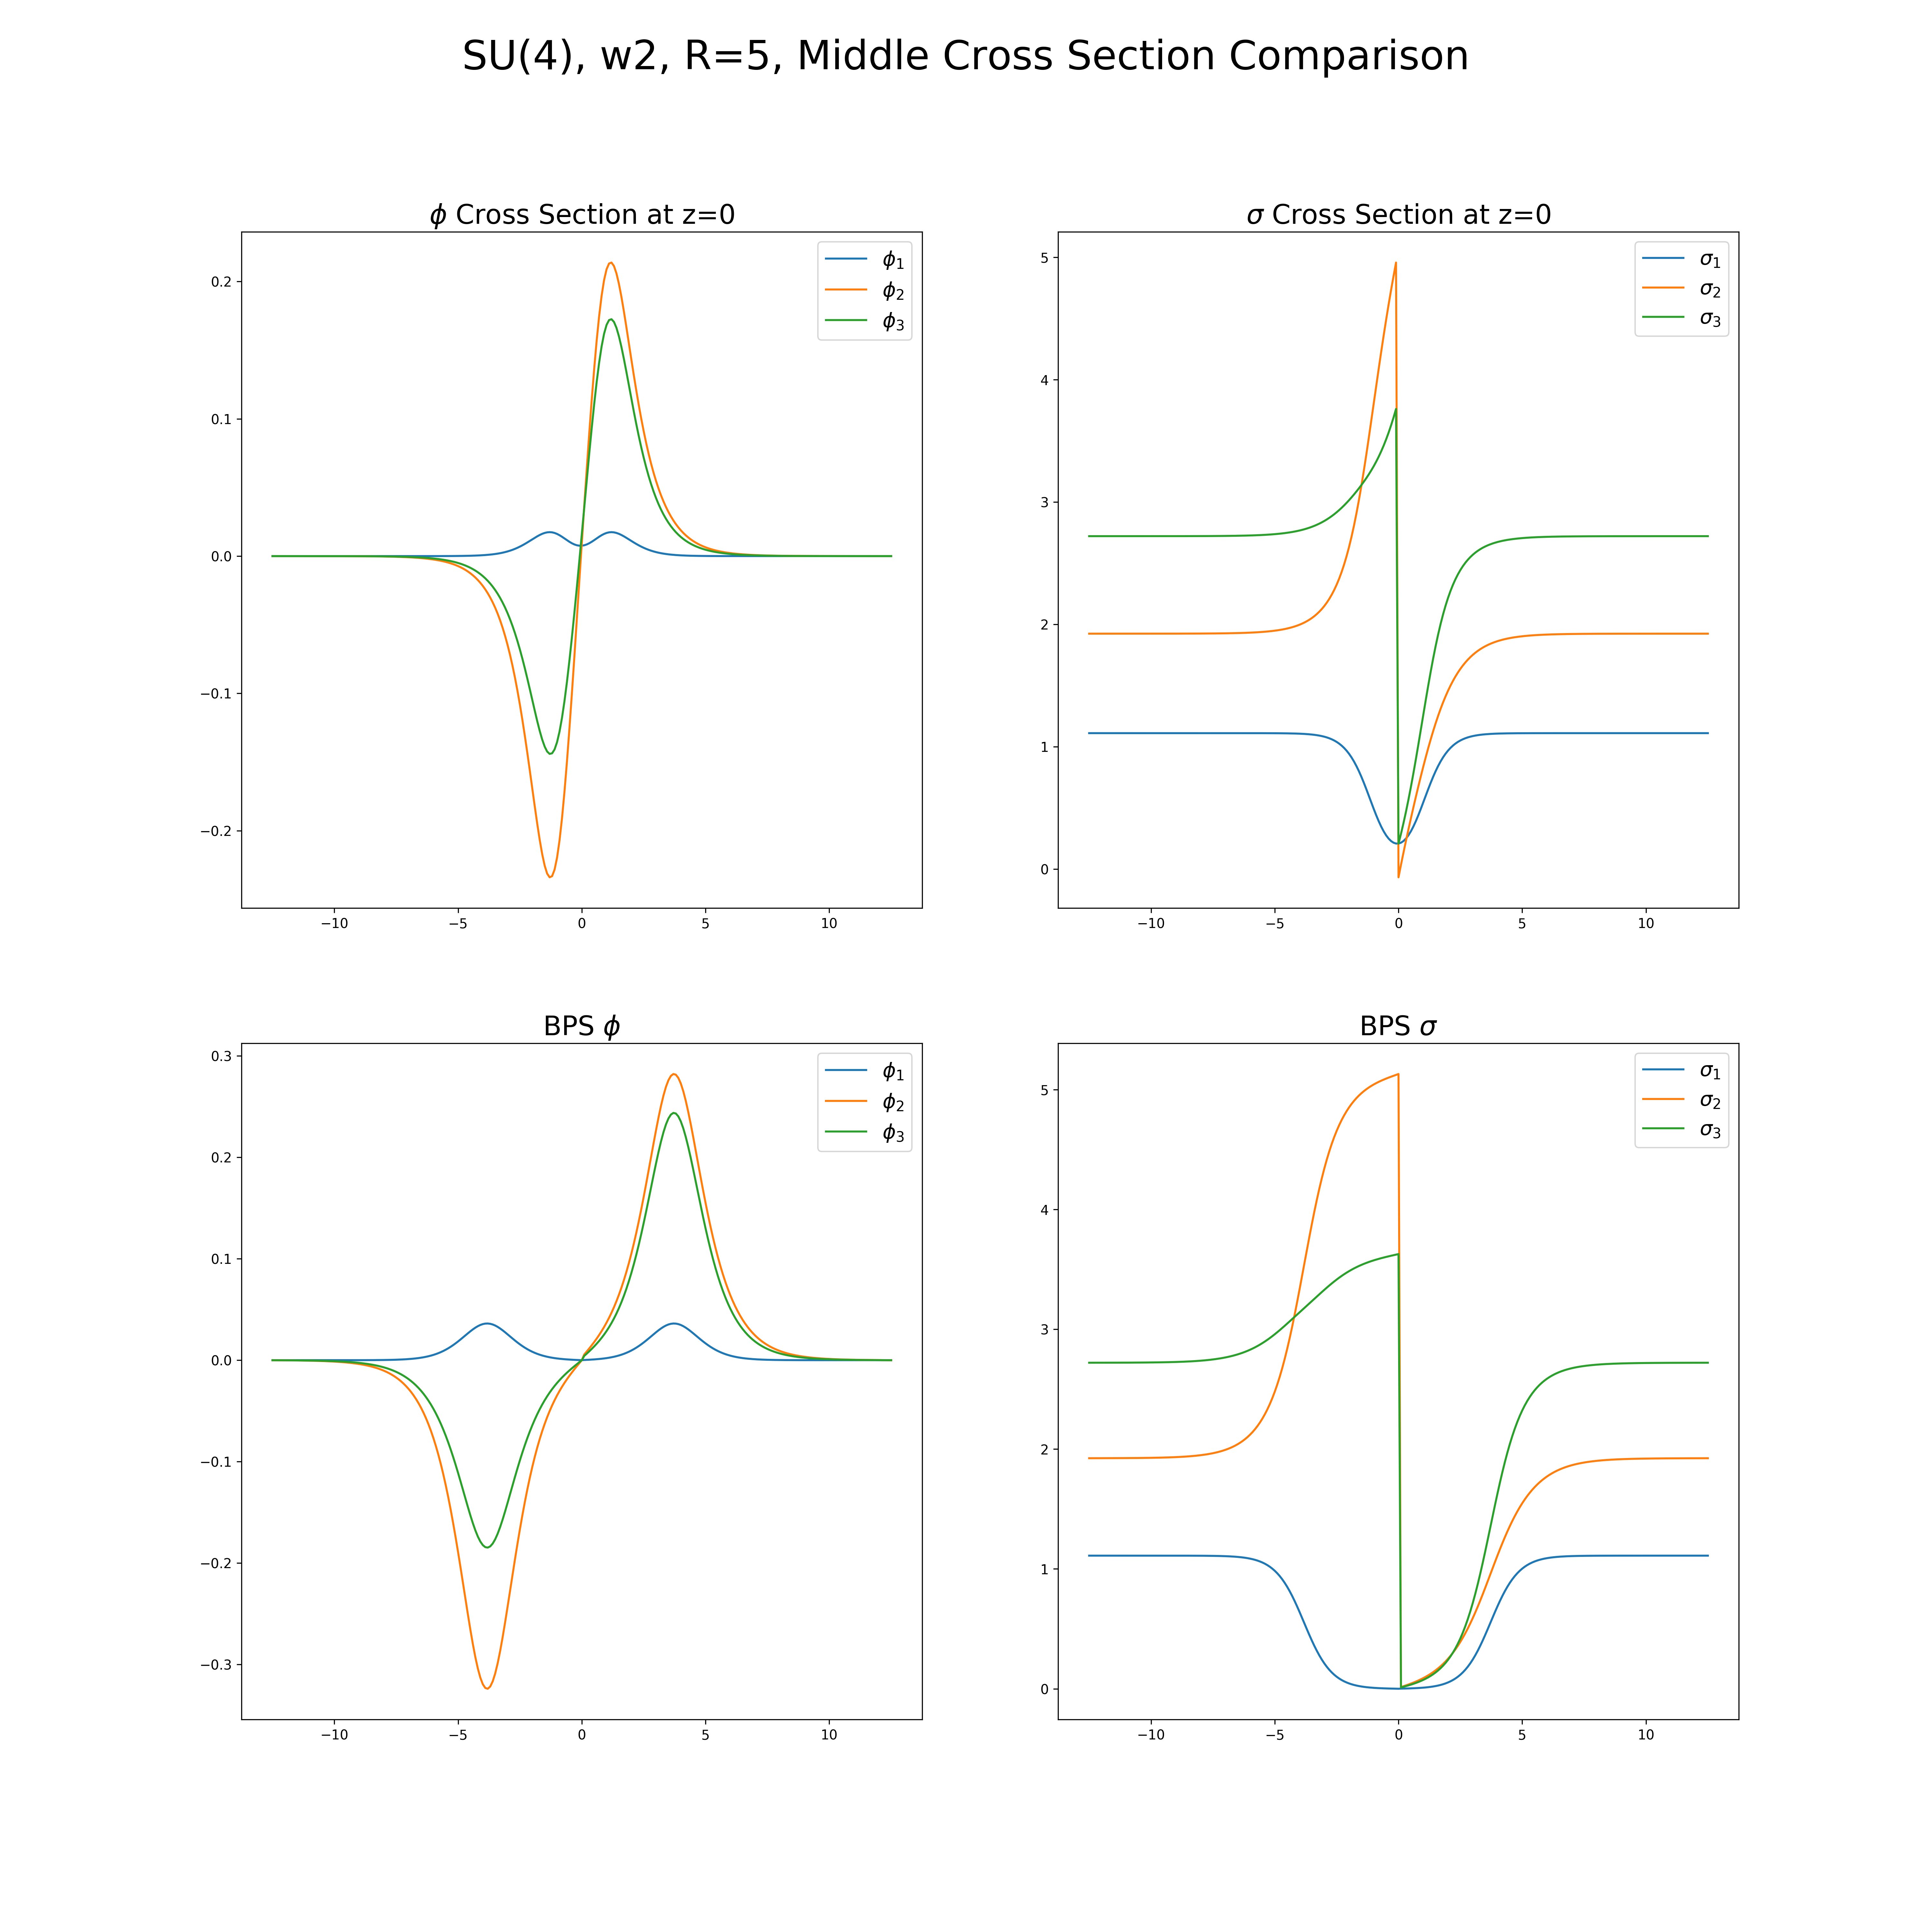 SU(4), w2, R=5, Middle Cross Section Comparison
ϕ Cross Section at z=0
0.2
0.1
0.0
−0.1
−0.2
−10 −5 0 5 10
ϕ1
ϕ2
ϕ3
σ Cross Section at z=0
5
4
3
2
1
0
−10 −5 0 5 10
σ1
σ2
σ3
BPS ϕ
0.3
0.2
0.1
0.0
−0.1
−0.2
−0.3
−10 −5 0 5 10
ϕ1
ϕ2
ϕ3
BPS σ
5
4
3
2
1
0
−10 −5 0 5 10
σ1
σ2
σ3